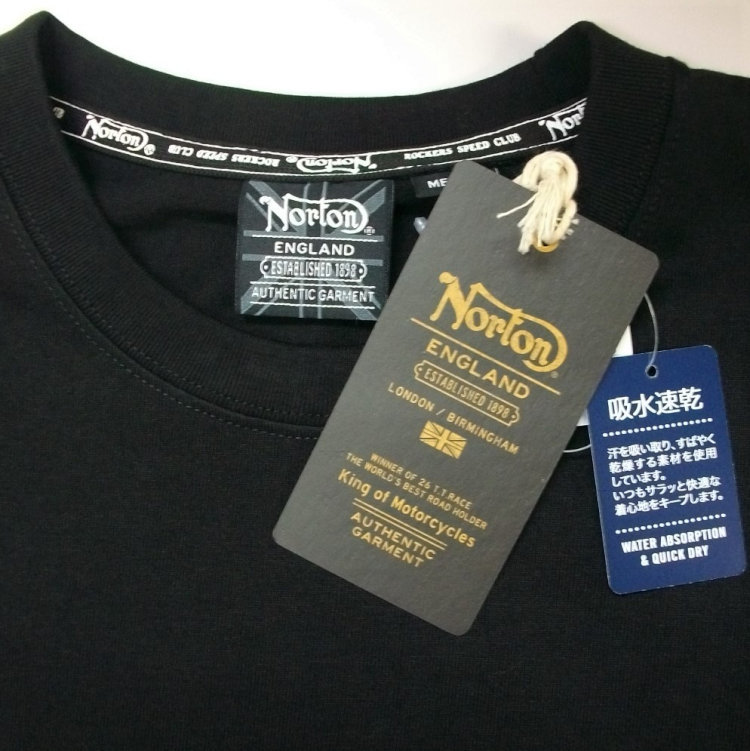 Norton
ROCKERS SPEED CLUB
Norton
ROCKERS SPEED CLUB
Norton
Norton
ENGLAND
ESTABLISHED 1898
AUTHENTIC GARMENT
ME
Norton
ENGLAND
ESTABLISHED 1898
LONDON / BIRMINGHAM
WINNER OF 26 T.T.RACE
THE WORLD'S BEST ROAD HOLDER
King of Motorcycles
AUTHENTIC
GARMENT
吸水速乾
汗を吸い取り、すばやく
乾燥する素材を使用
しています。
いつもサラッと快適な
着心地をキープします。
WATER ABSORPTION
& QUICK DRY